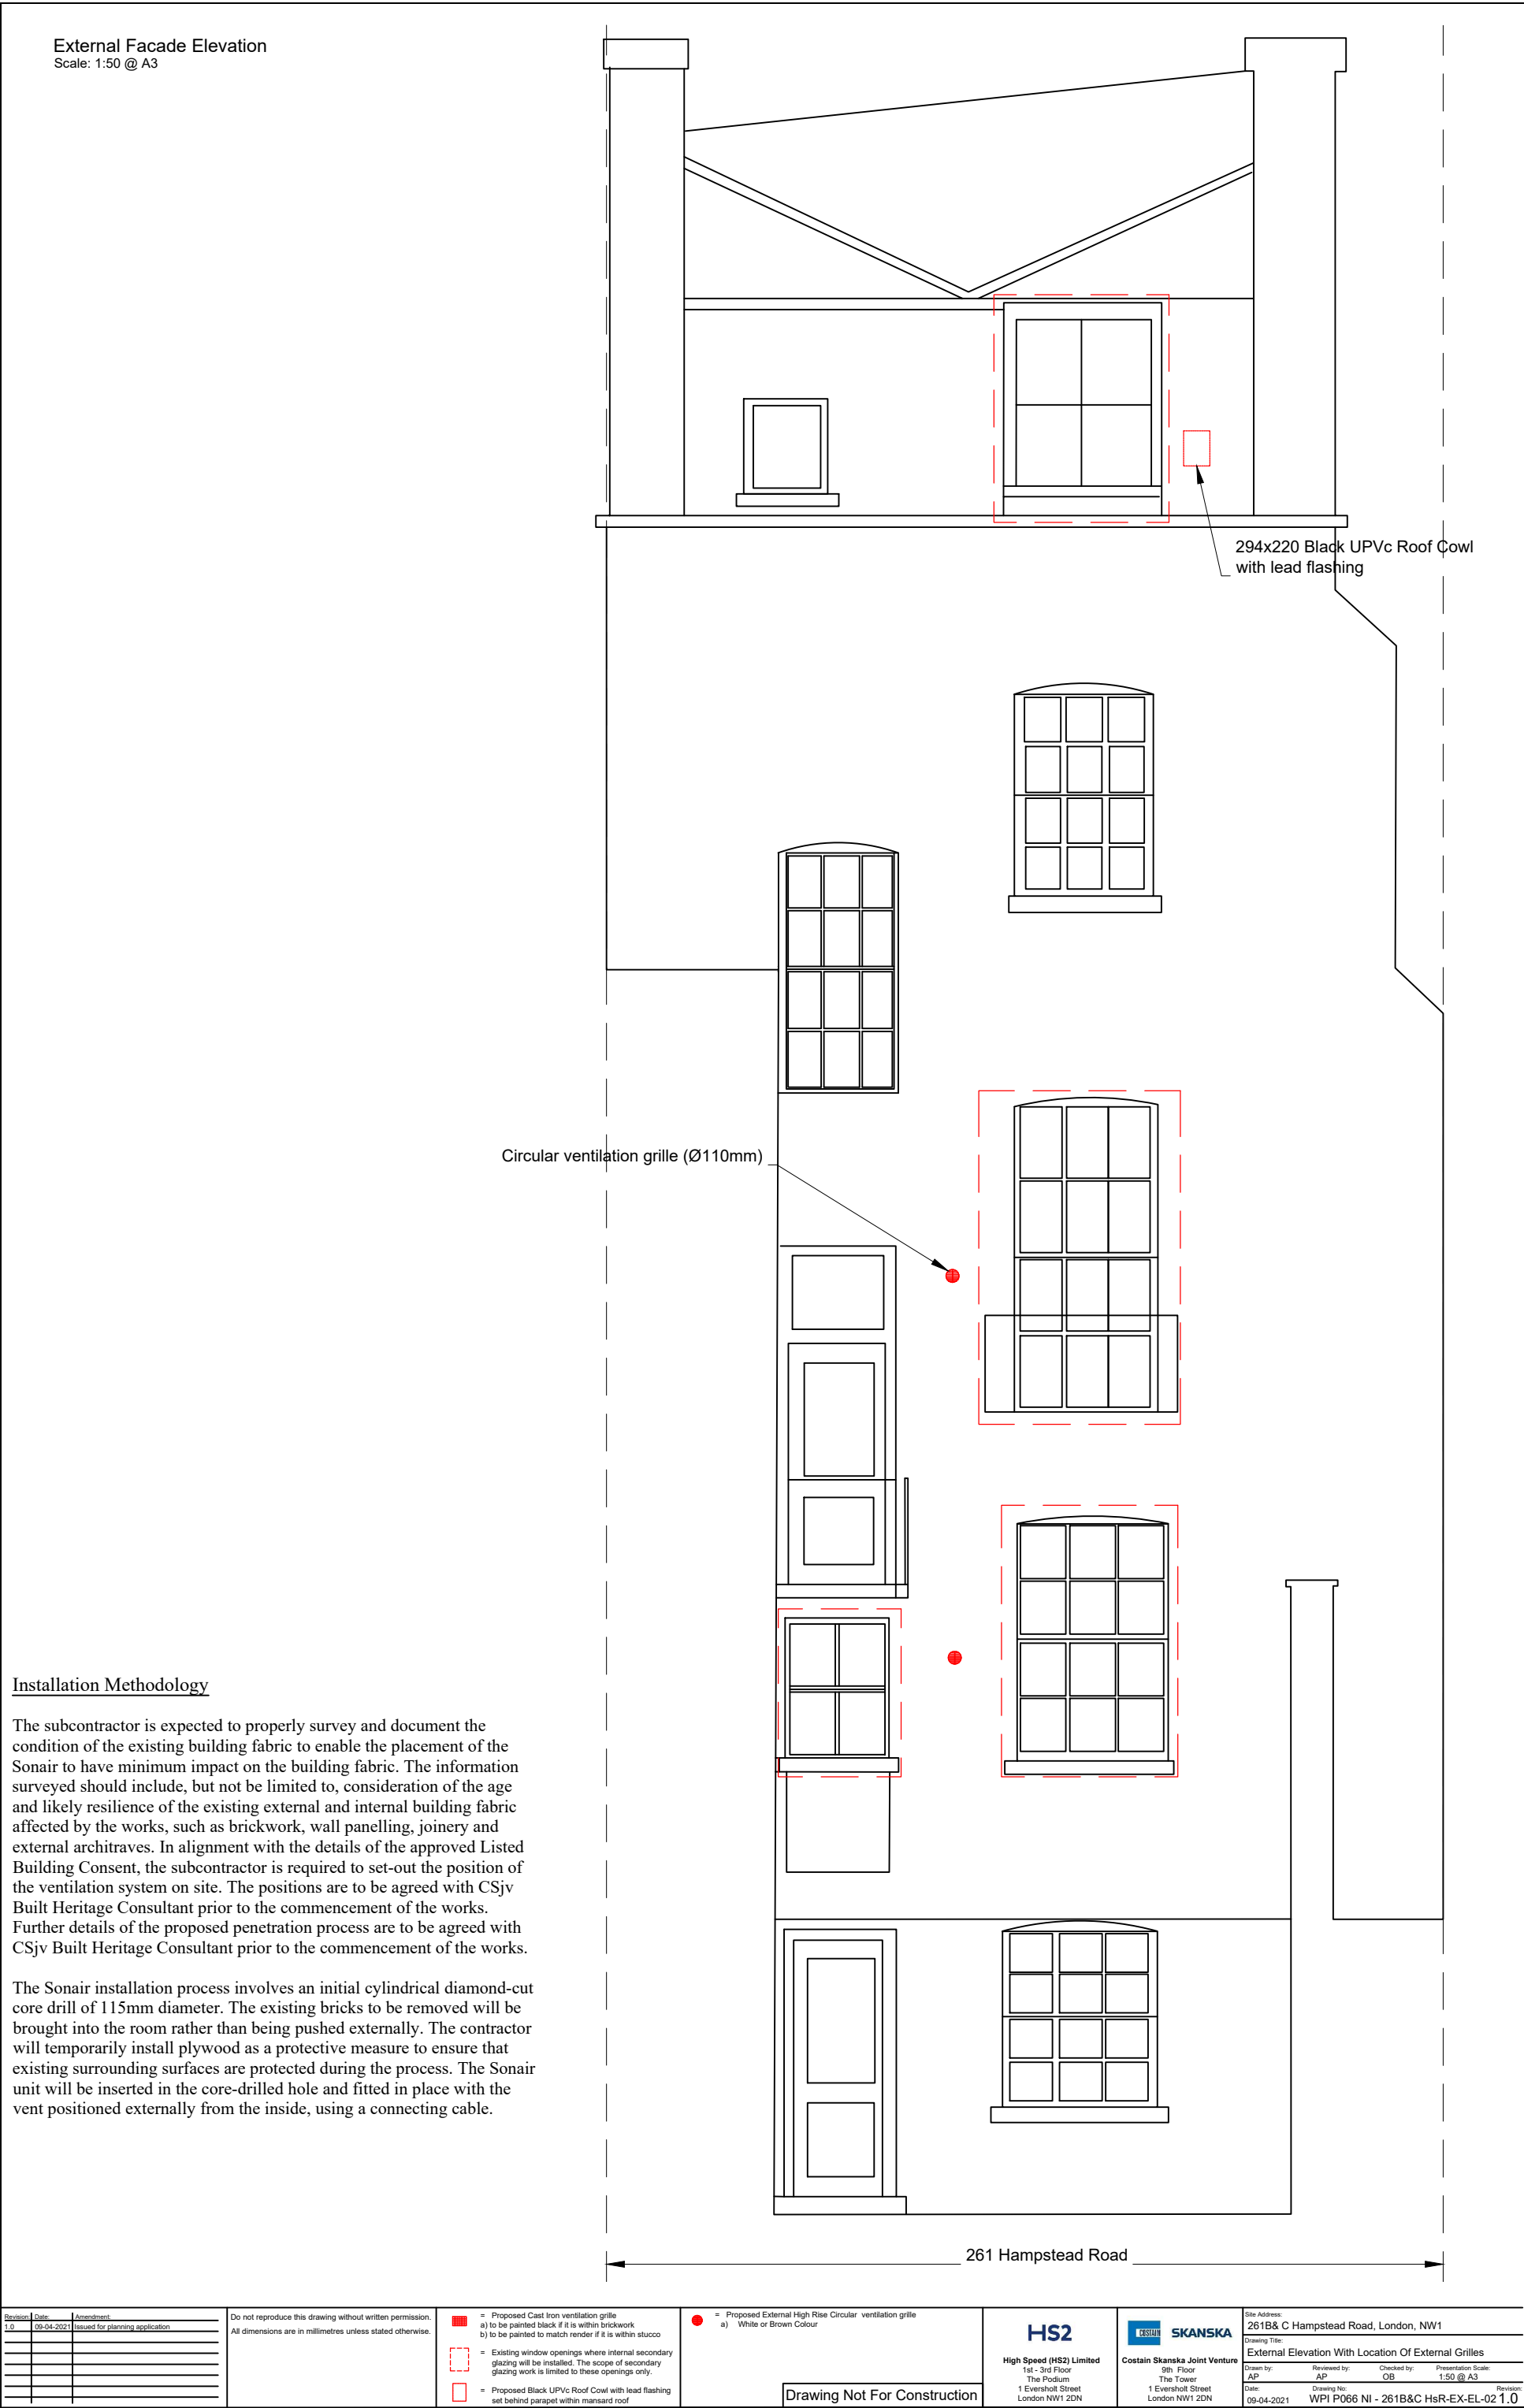 External Facade Elevation
Scale: 1:50 @ A3
294x220 Black UPVc Roof Cowl
with lead flashing
Circular ventilation grille (Ø110mm)
Installation Methodology
The subcontractor is expected to properly survey and document the
condition of the existing building fabric to enable the placement of the
Sonair to have minimum impact on the building fabric. The information
surveyed should include, but not be limited to, consideration of the age
and likely resilience of the existing external and internal building fabric
affected by the works, such as brickwork, wall panelling, joinery and
external architraves. In alignment with the details of the approved Listed
Building Consent, the subcontractor is required to set-out the position of
the ventilation system on site. The positions are to be agreed with CSjv
Built Heritage Consultant prior to the commencement of the works.
Further details of the proposed penetration process are to be agreed with
CSjv Built Heritage Consultant prior to the commencement of the works.
The Sonair installation process involves an initial cylindrical diamond-cut
core drill of 115mm diameter. The existing bricks to be removed will be
brought into the room rather than being pushed externally. The contractor
will temporarily install plywood as a protective measure to ensure that
existing surrounding surfaces are protected during the process. The Sonair
unit will be inserted in the core-drilled hole and fitted in place with the
vent positioned externally from the inside, using a connecting cable.
261 Hampstead Road
Revision: Date: Amendment:
1.0 09-04-2021 Issued for planning application
Do not reproduce this drawing without written permission.
All dimensions are in millimetres unless stated otherwise.
= Proposed Cast Iron ventilation grille
a) to be painted black if it is within brickwork
b) to be painted to match render if it is within stucco
= Existing window openings where internal secondary
glazing will be installed. The scope of secondary
glazing work is limited to these openings only.
= Proposed Black UPVc Roof Cowl with lead flashing
set behind parapet within mansard roof
= Proposed External High Rise Circular ventilation grille
a) White or Brown Colour
Drawing Not For Construction
HS2
High Speed (HS2) Limited
1st - 3rd Floor
The Podium
1 Eversholt Street
London NW1 2DN
COSTAIN SKANSKA
Costain Skanska Joint Venture
9th Floor
The Tower
1 Eversholt Street
London NW1 2DN
Site Address:
261B& C Hampstead Road, London, NW1
Drawing Title:
External Elevation With Location Of External Grilles
Drawn by: Reviewed by: Checked by: Presentation Scale:
AP AP OB 1:50 @ A3
Date: Drawing No: Revision:
09-04-2021 WPI P066 NI - 261B&C HsR-EX-EL-02 1.0